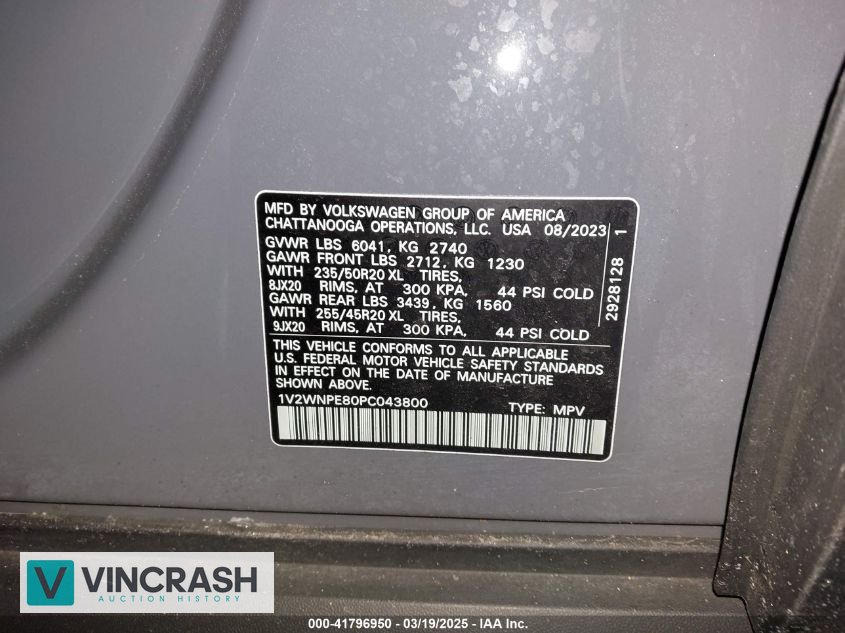 MFD BY VOLKSWAGEN GROUP OF AMERICA
CHATTANOOGA OPERATIONS, LLC. USA 08/2023
GVWR LBS 6041, KG 2740
GAWR FRONT LBS 2712, KG 1230
WITH 235/50R20 XL TIRES,
8JX20 RIMS, AT 300 KPA, 44 PSI COLD
GAWR REAR LBS 3439, KG 1560
WITH 255/45R20 XL TIRES,
9JX20 RIMS, AT 300 KPA, 44 PSI COLD
2928128 1
THIS VEHICLE CONFORMS TO ALL APPLICABLE
U.S. FEDERAL MOTOR VEHICLE SAFETY STANDARDS
IN EFFECT ON THE DATE OF MANUFACTURE
SHOWN ABOVE.
1V2WNPE80PC043800 TYPE: MPV
V VINCRASH
AUCTION HISTORY
000-41796950 - 03/19/2025 - IAA Inc.